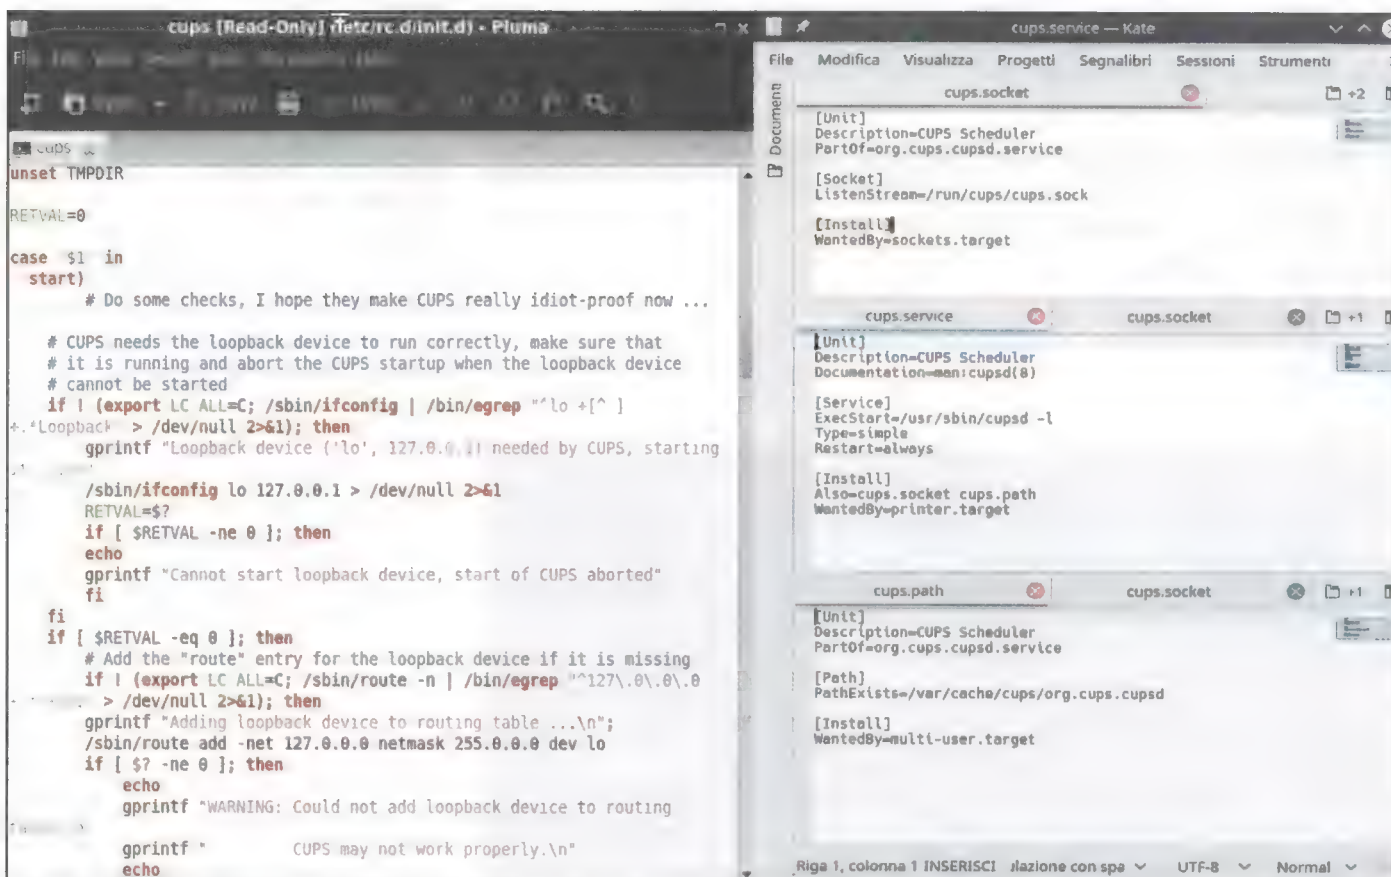 cups [Read-Only] (/etc/rc.d/init.d) - Pluma
cups
unset TMPDIR
RETVAL=0
case $1 in
start)
# Do some checks, I hope they make CUPS really idiot-proof now ...
# CUPS needs the loopback device to run correctly, make sure that
# it is running and abort the CUPS startup when the loopback device
# cannot be started
if ! (export LC ALL=C; /sbin/ifconfig | /bin/egrep "^lo +[^ ]
+.*Loopback > /dev/null 2>&1); then
gprintf "Loopback device ('lo', 127.0.0.1) needed by CUPS, starting
/sbin/ifconfig lo 127.0.0.1 > /dev/null 2>&1
RETVAL=$?
if [ $RETVAL -ne 0 ]; then
echo
gprintf "Cannot start loopback device, start of CUPS aborted"
fi
fi
if [ $RETVAL -eq 0 ]; then
# Add the "route" entry for the loopback device if it is missing
if ! (export LC ALL=C; /sbin/route -n | /bin/egrep "^127\.0\.0\.0
> /dev/null 2>&1); then
gprintf "Adding loopback device to routing table ...\n";
/sbin/route add -net 127.0.0.0 netmask 255.0.0.0 dev lo
if [ $? -ne 0 ]; then
echo
gprintf "WARNING: Could not add loopback device to routing
gprintf " CUPS may not work properly.\n"
echo
cups.service — Kate
File Modifica Visualizza Progetti Segnalibri Sessioni Strumenti
Documenti
cups.socket +2
[Unit]
Description=CUPS Scheduler
PartOf=org.cups.cupsd.service
[Socket]
ListenStream=/run/cups/cups.sock
[Install]
WantedBy=sockets.target
cups.service cups.socket +1
[Unit]
Description=CUPS Scheduler
Documentation=man:cupsd(8)
[Service]
ExecStart=/usr/sbin/cupsd -l
Type=simple
Restart=always
[Install]
Also=cups.socket cups.path
WantedBy=printer.target
cups.path cups.socket +1
[Unit]
Description=CUPS Scheduler
PartOf=org.cups.cupsd.service
[Path]
PathExists=/var/cache/cups/org.cups.cupsd
[Install]
WantedBy=multi-user.target
Riga 1, colonna 1 INSERISCI ılazione con spa UTF-8 Normal